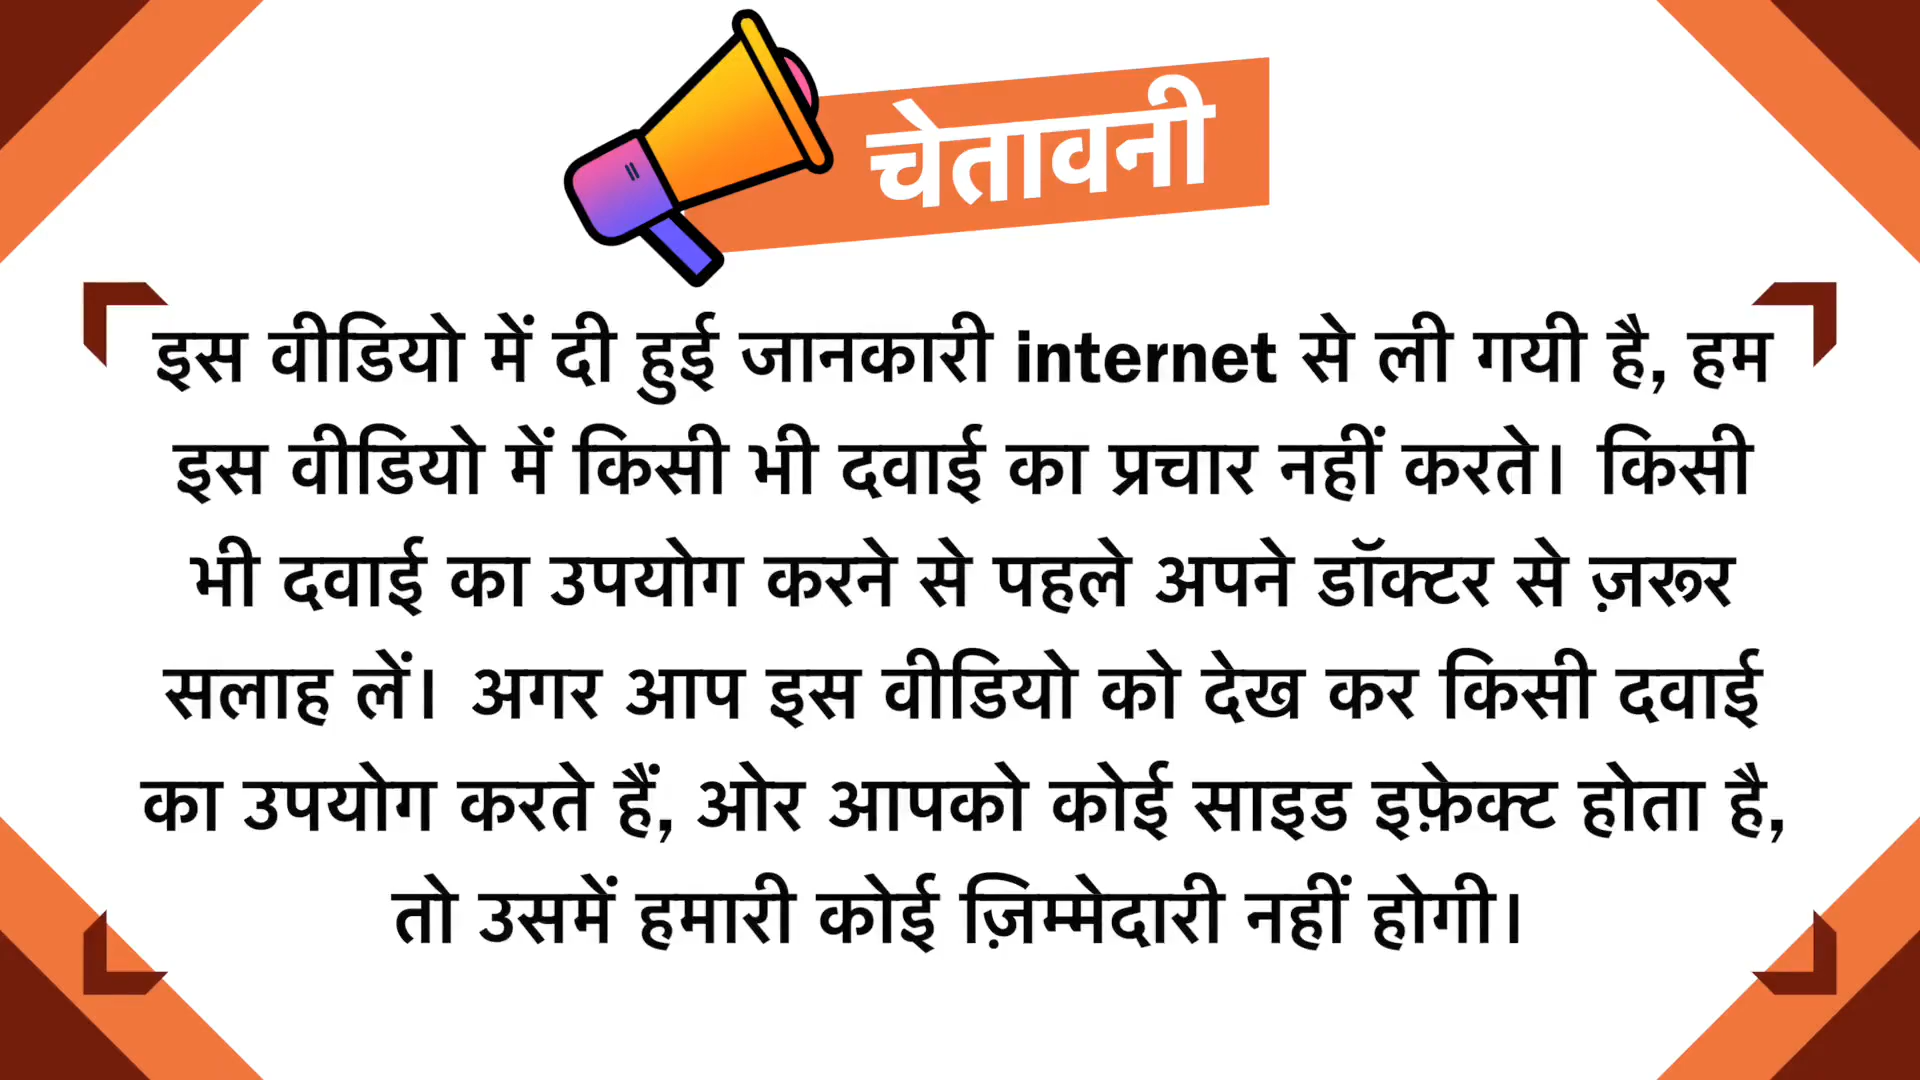 चेतावनी
इस वीडियो में दी हुई जानकारी internet से ली गयी है, हम
इस वीडियो में किसी भी दवाई का प्रचार नहीं करते। किसी
भी दवाई का उपयोग करने से पहले अपने डॉक्टर से ज़रूर
सलाह लें। अगर आप इस वीडियो को देख कर किसी दवाई
का उपयोग करते हैं, ओर आपको कोई साइड इफ़ेक्ट होता है,
तो उसमें हमारी कोई ज़िम्मेदारी नहीं होगी।